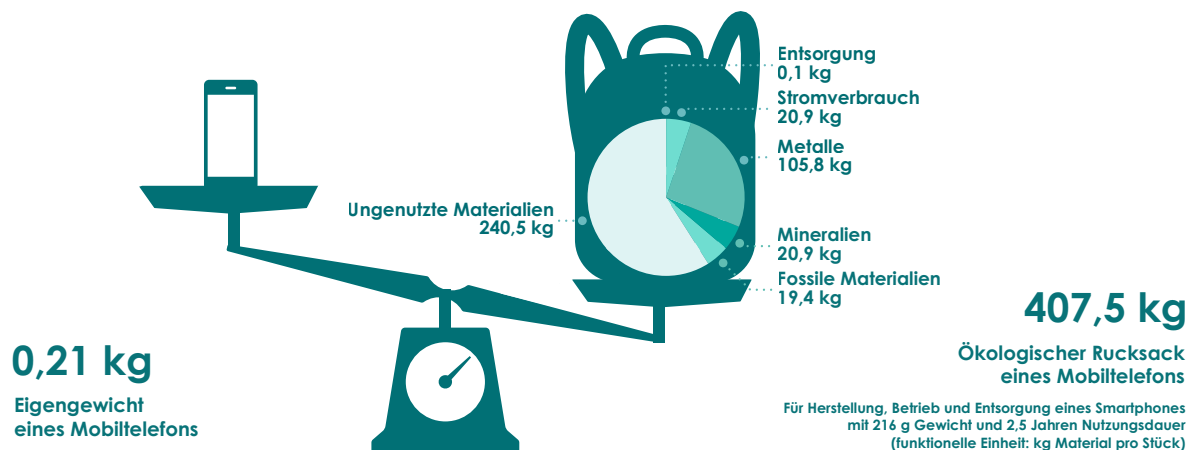 Entsorgung
0,1 kg
Stromverbrauch
20,9 kg
Metalle
105,8 kg
Ungenutzte Materialien
240,5 kg
Mineralien
20,9 kg
Fossile Materialien
19,4 kg
407,5 kg
Ökologischer Rucksack
eines Mobiltelefons
Für Herstellung, Betrieb und Entsorgung eines Smartphones
mit 216 g Gewicht und 2,5 Jahren Nutzungsdauer
(funktionelle Einheit: kg Material pro Stück)
0,21 kg
Eigengewicht
eines Mobiltelefons